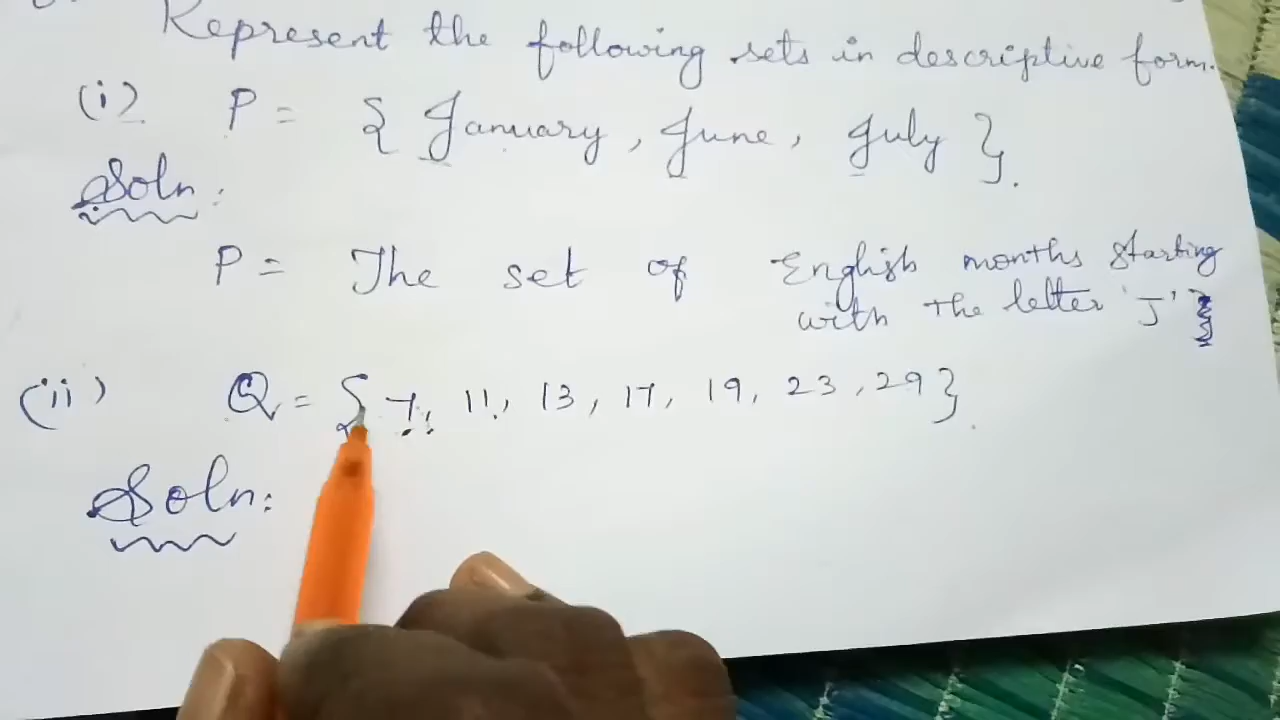 Represent the following sets in descriptive form.
(i) P = { January, June, July }.
Soln:
P = The set of English months starting
with the letter 'J'
(ii) Q = { 7, 11, 13, 17, 19, 23, 29 }.
Soln: